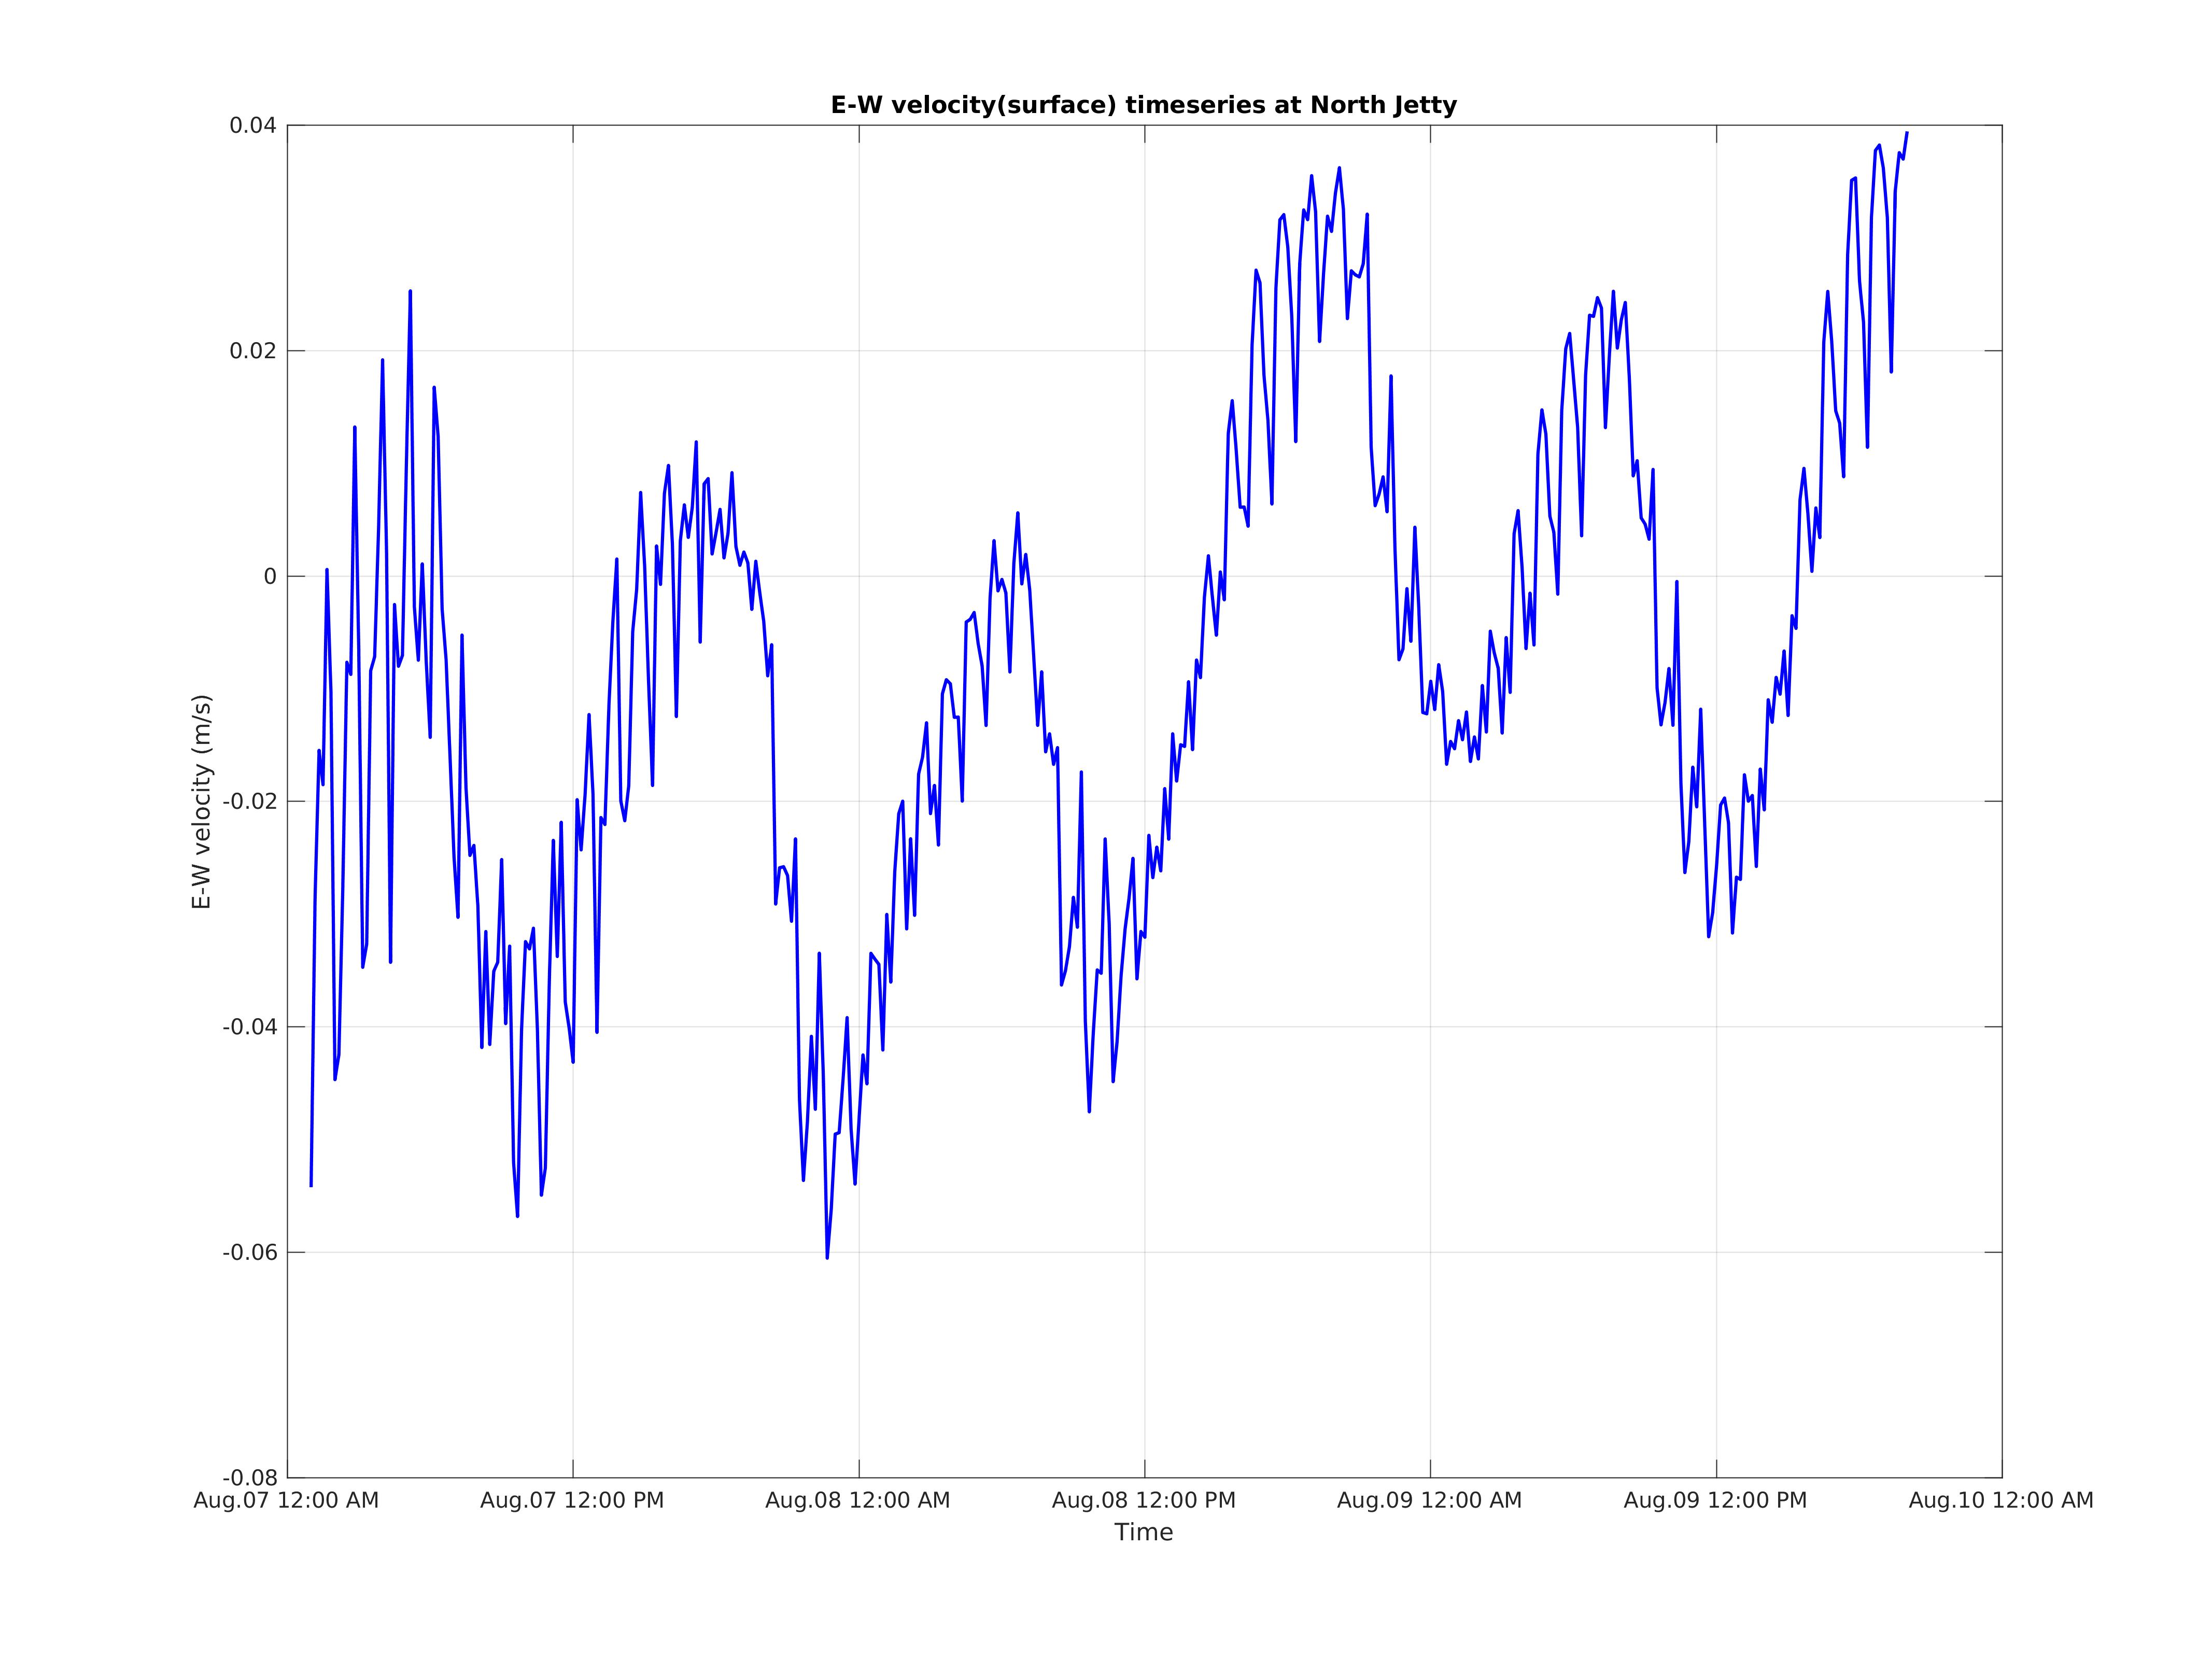 E-W velocity(surface) timeseries at North Jetty
0.04
0.02
0
-0.02
-0.04
-0.06
-0.08
E-W velocity (m/s)
Aug.07 12:00 AM Aug.07 12:00 PM Aug.08 12:00 AM Aug.08 12:00 PM Aug.09 12:00 AM Aug.09 12:00 PM Aug.10 12:00 AM
Time